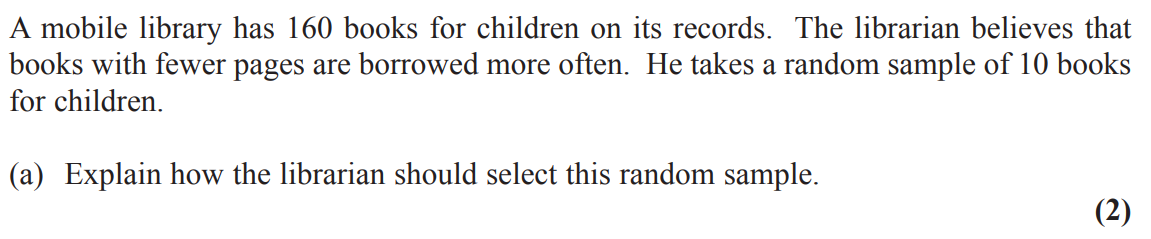 A mobile library has 160 books for children on its records. The librarian believes that
books with fewer pages are borrowed more often. He takes a random sample of 10 books
for children.
(a) Explain how the librarian should select this random sample.
(2)